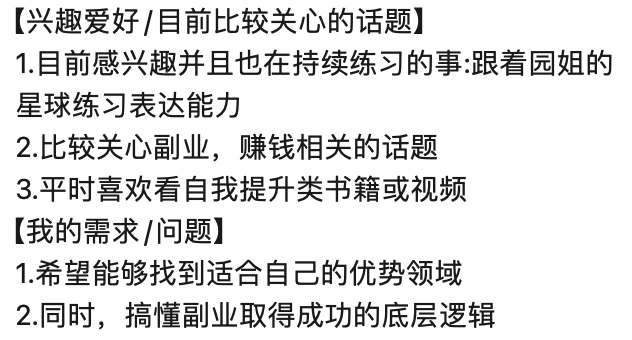 【兴趣爱好/目前比较关心的话题】
1.目前感兴趣并且也在持续练习的事:跟着园姐的
星球练习表达能力
2.比较关心副业，赚钱相关的话题
3.平时喜欢看自我提升类书籍或视频
【我的需求/问题】
1.希望能够找到适合自己的优势领域
2.同时，搞懂副业取得成功的底层逻辑